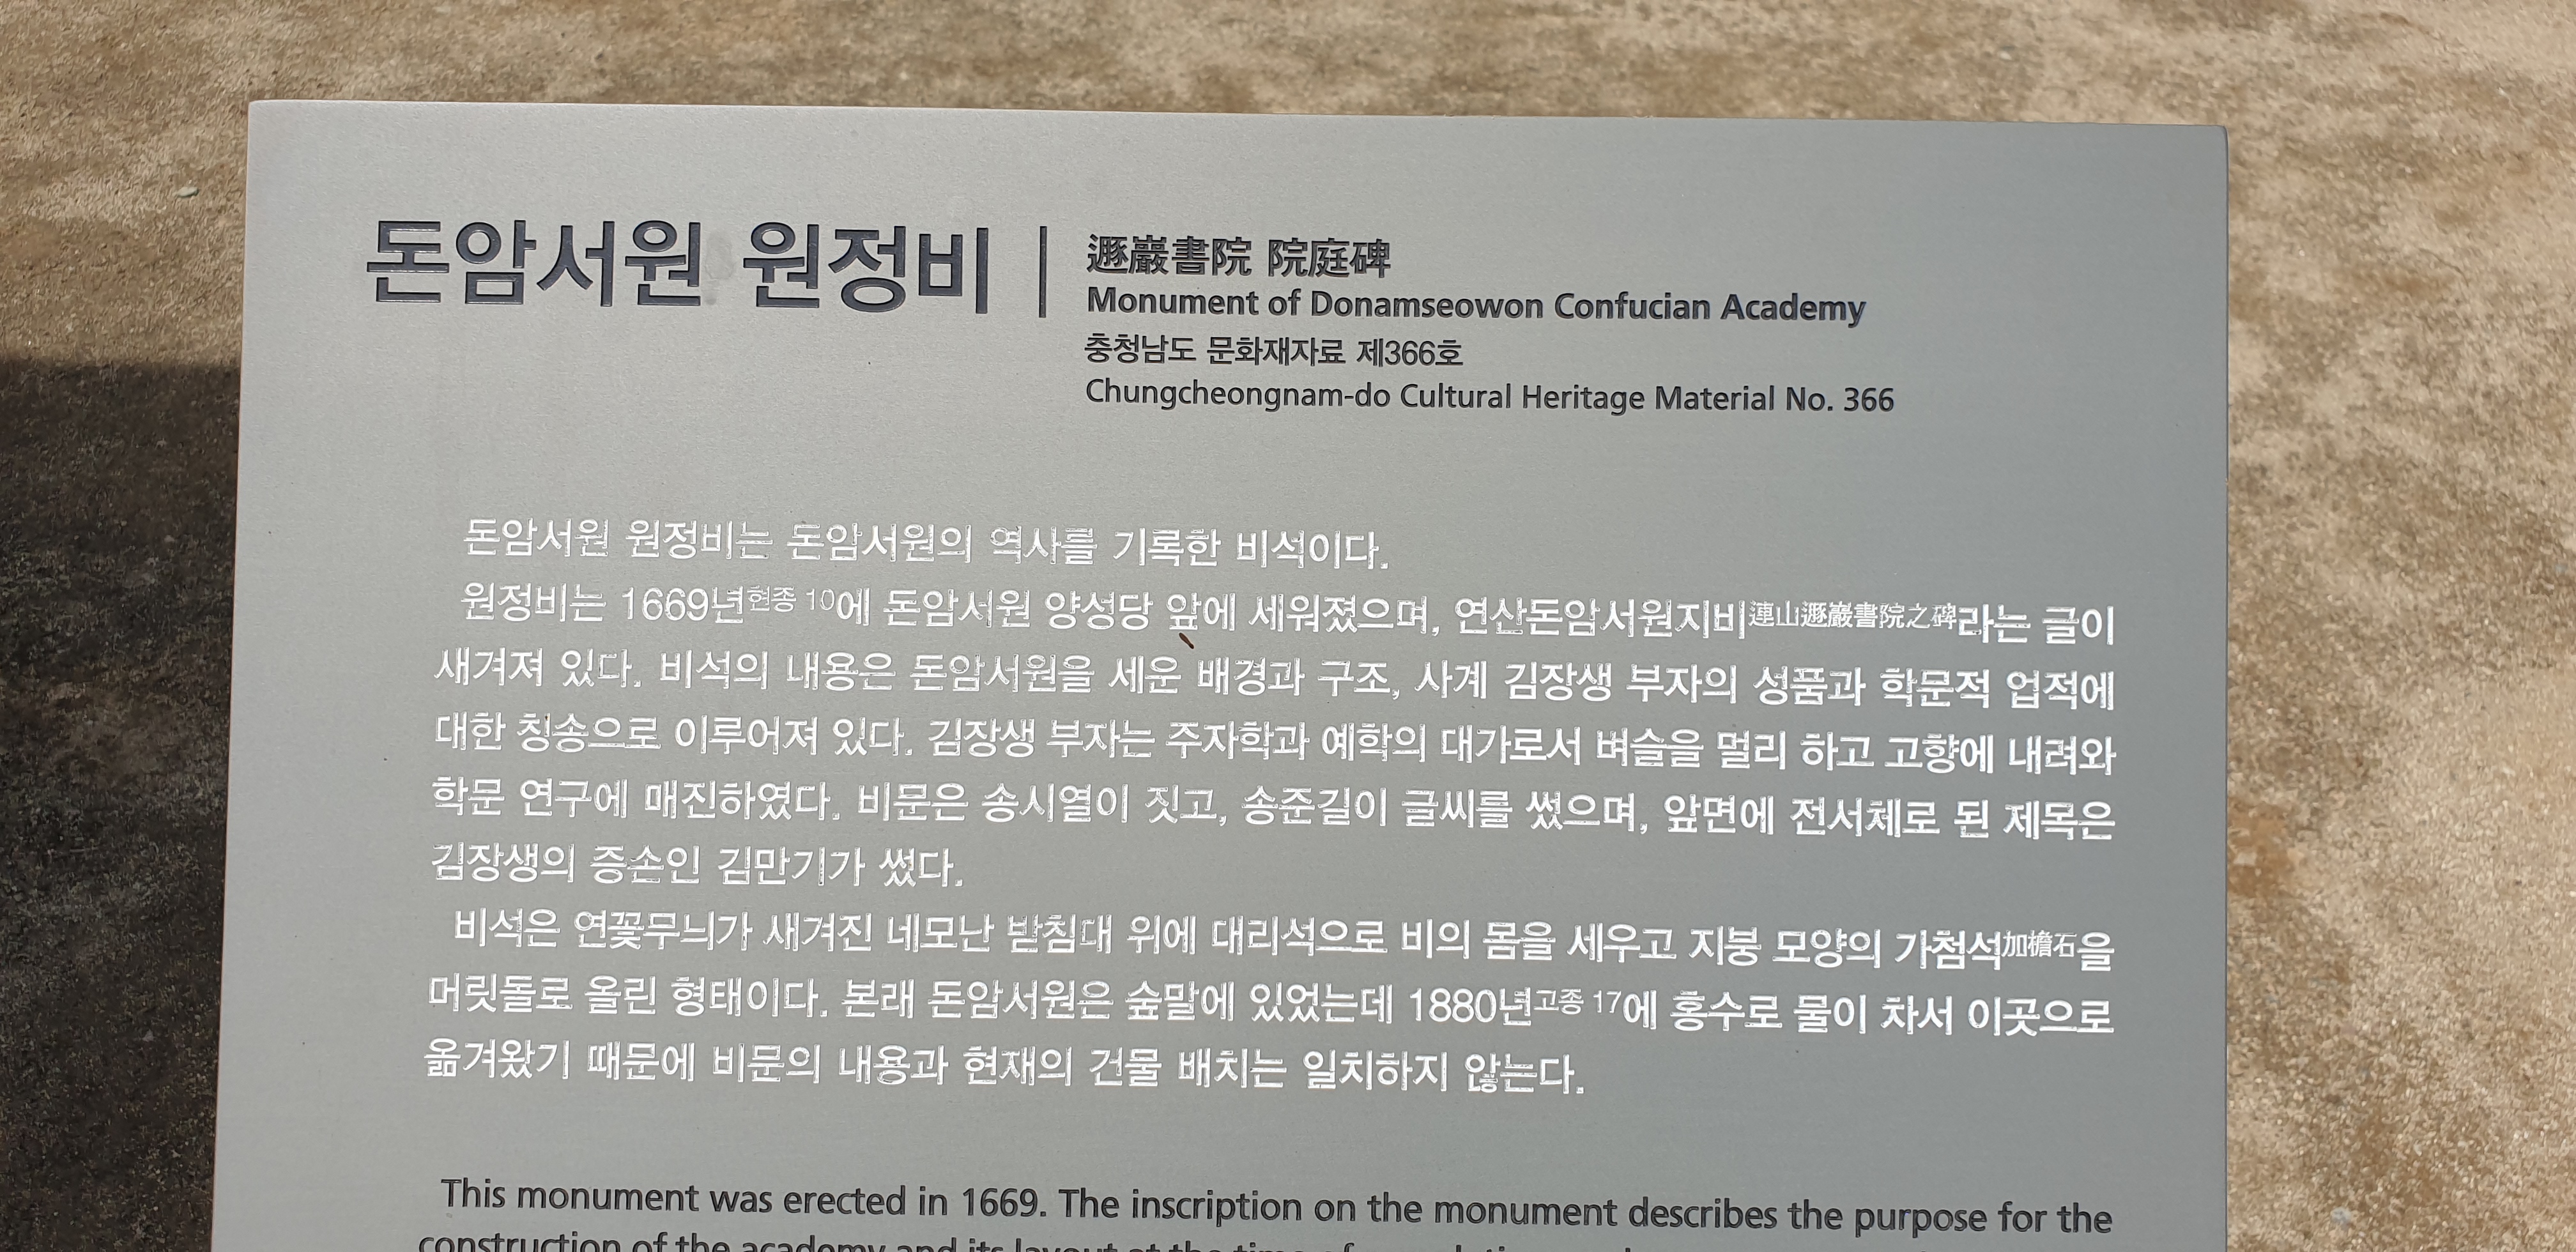 돈암서원 원정비
遯巖書院 院庭碑
Monument of Donamseowon Confucian Academy
충청남도 문화재자료 제366호
Chungcheongnam-do Cultural Heritage Material No. 366
돈암서원 원정비는 돈암서원의 역사를 기록한 비석이다.
원정비는 1669년현종 10에 돈암서원 양성당 앞에 세워졌으며, 연산돈암서원지비連山遯巖書院之碑라는 글이
새겨져 있다. 비석의 내용은 돈암서원을 세운 배경과 구조, 사계 김장생 부자의 성품과 학문적 업적에
대한 칭송으로 이루어져 있다. 김장생 부자는 주자학과 예학의 대가로서 벼슬을 멀리 하고 고향에 내려와
학문 연구에 매진하였다. 비문은 송시열이 짓고, 송준길이 글씨를 썼으며, 앞면에 전서체로 된 제목은
김장생의 증손인 김만기가 썼다.
비석은 연꽃무늬가 새겨진 네모난 받침대 위에 대리석으로 비의 몸을 세우고 지붕 모양의 가첨석加檐石을
머릿돌로 올린 형태이다. 본래 돈암서원은 숲말에 있었는데 1880년고종 17에 홍수로 물이 차서 이곳으로
옮겨왔기 때문에 비문의 내용과 현재의 건물 배치는 일치하지 않는다.
This monument was erected in 1669. The inscription on the monument describes the purpose for the
construction of the academy and its layout at the time of